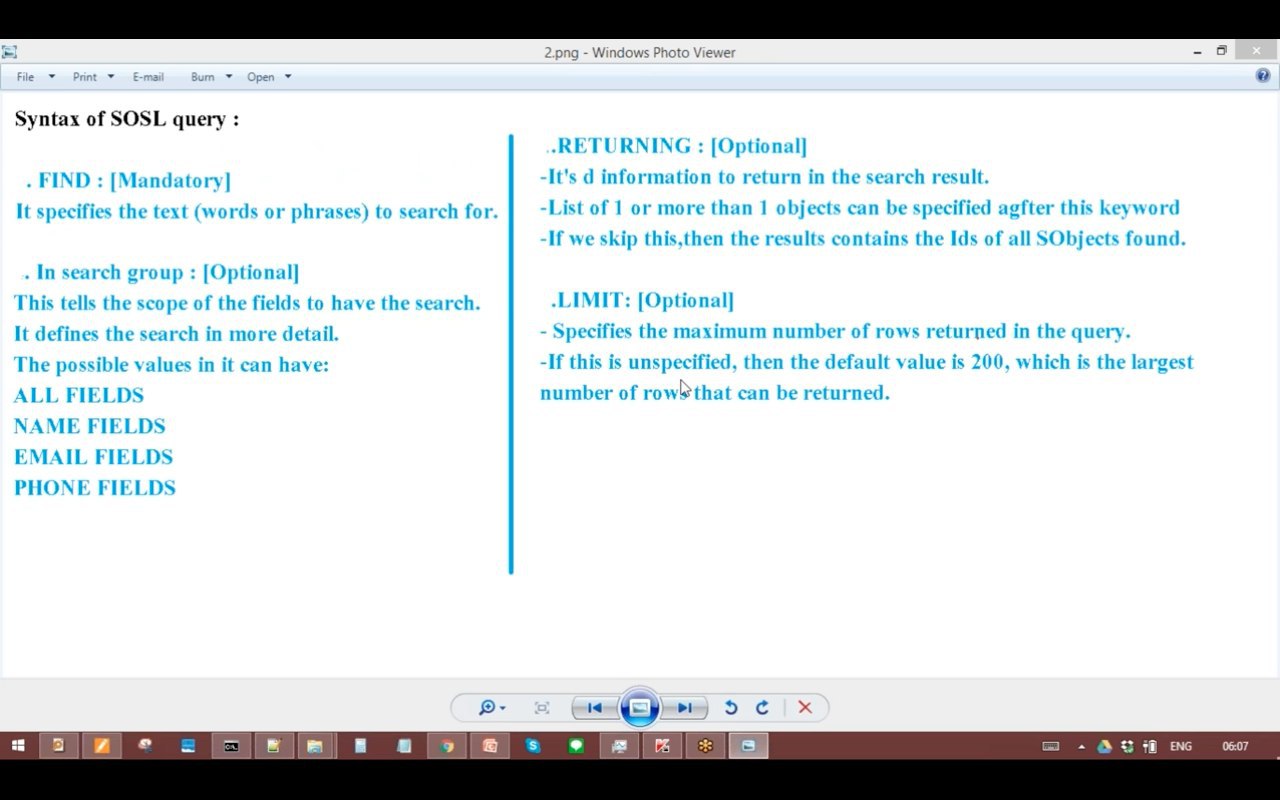 2.png - Windows Photo Viewer
File Print E-mail Burn Open
Syntax of SOSL query :
. FIND : [Mandatory]
It specifies the text (words or phrases) to search for.
. In search group : [Optional]
This tells the scope of the fields to have the search.
It defines the search in more detail.
The possible values in it can have:
ALL FIELDS
NAME FIELDS
EMAIL FIELDS
PHONE FIELDS
..RETURNING : [Optional]
-It's d information to return in the search result.
-List of 1 or more than 1 objects can be specified agfter this keyword
-If we skip this,then the results contains the Ids of all SObjects found.
.LIMIT: [Optional]
- Specifies the maximum number of rows returned in the query.
-If this is unspecified, then the default value is 200, which is the largest
number of rows that can be returned.
ENG 06:07